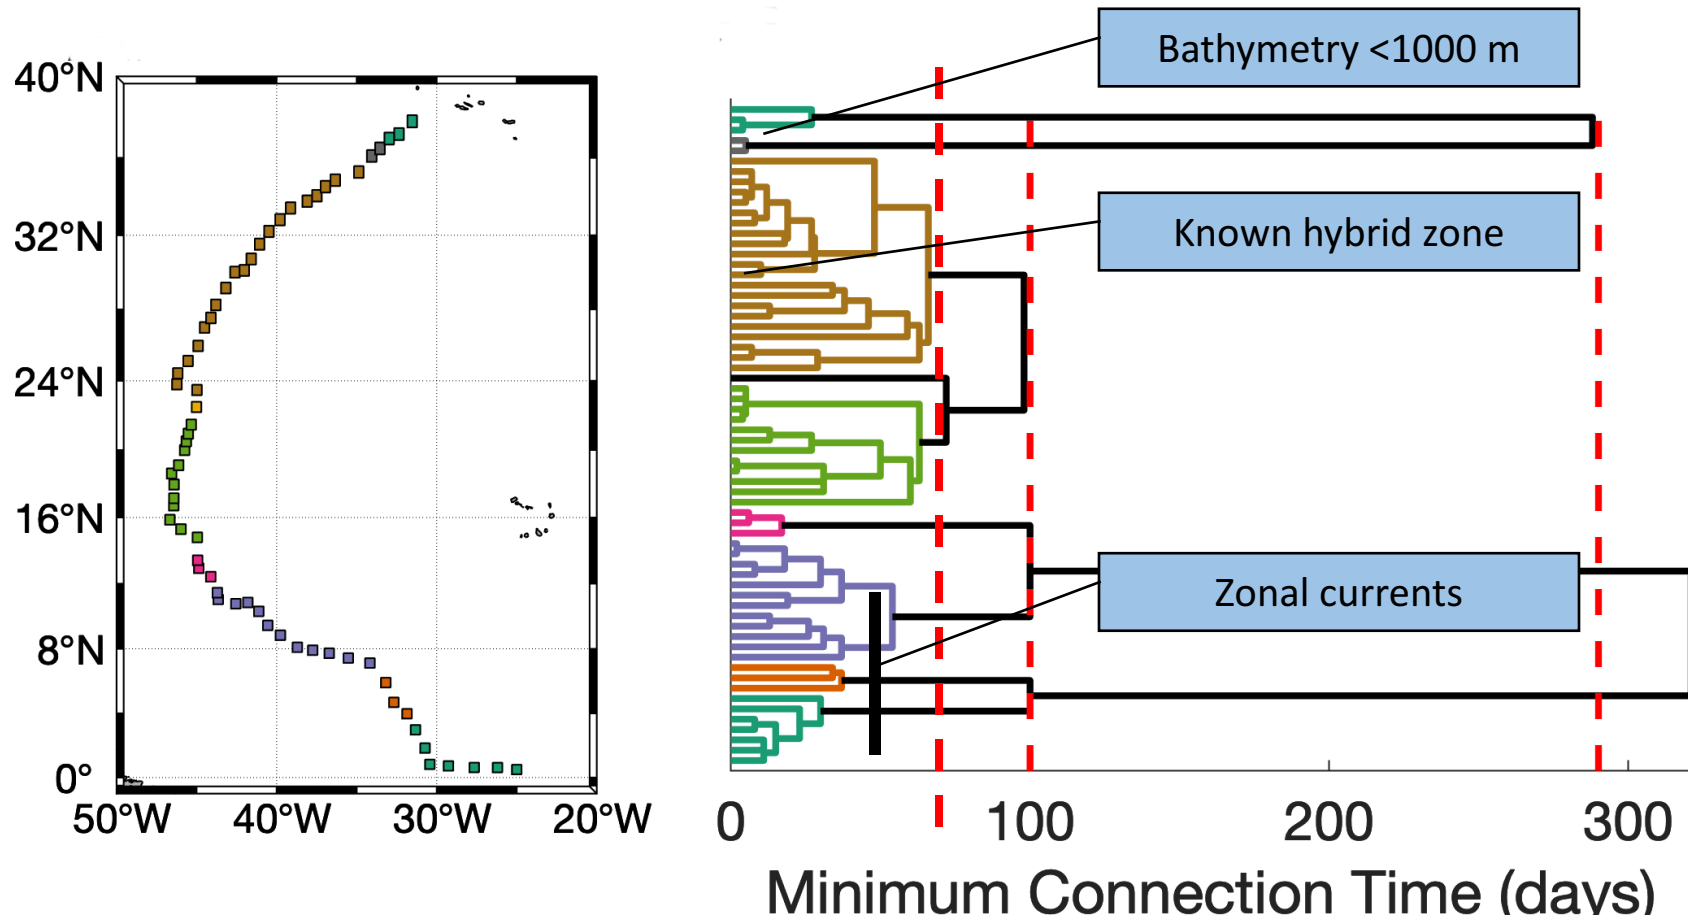 40°N
32°N
24°N
16°N
8°N
0°
50°W 40°W 30°W 20°W
Bathymetry <1000 m
Known hybrid zone
Zonal currents
0 100 200 300
Minimum Connection Time (days)